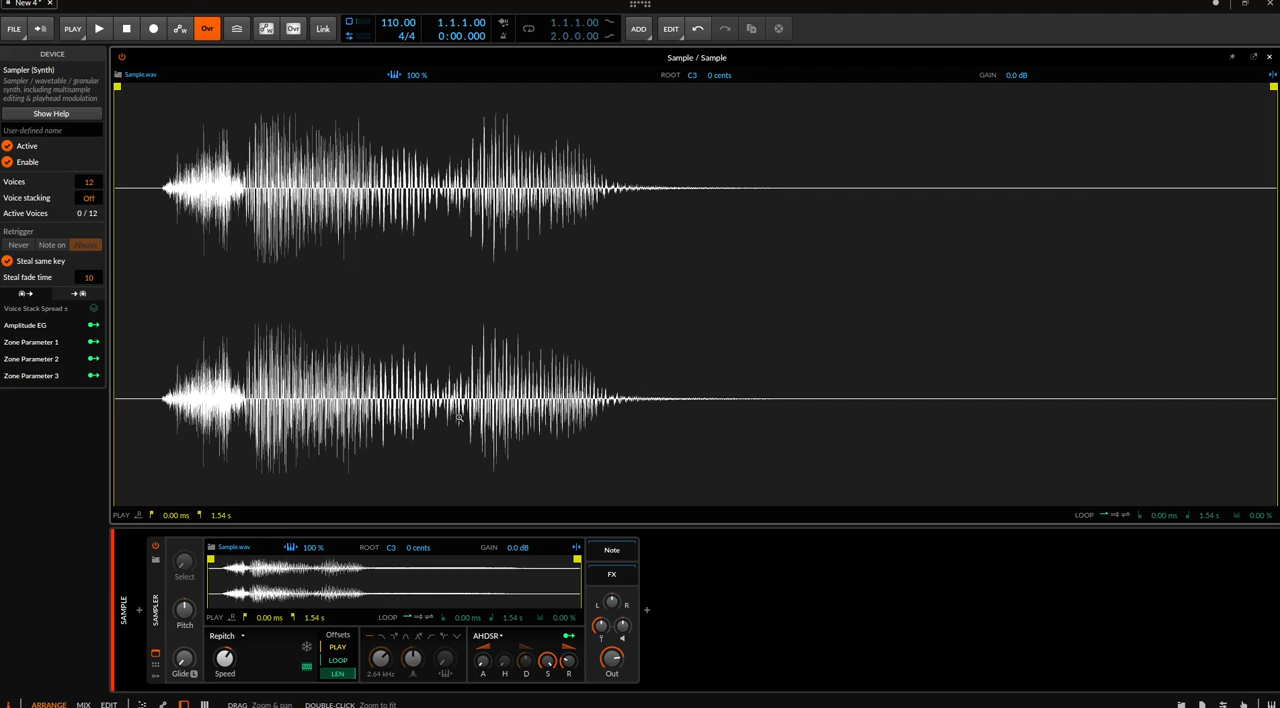 New 4 *
FILE PLAY Ovr Ovr Link 110.00 4/4 1.1.1.00 0:00.000 1.1.1.00 2.0.0.00 ADD EDIT
DEVICE
Sampler (Synth)
Sampler / wavetable / granular
synth, including multisample
editing & playhead modulation
Show Help
User-defined name
Active
Enable
Voices 12
Voice stacking Off
Active Voices 0 / 12
Retrigger
Never Note on Always
Steal same key
Steal fade time 10
Voice Stack Spread ±
Amplitude EG
Zone Parameter 1
Zone Parameter 2
Zone Parameter 3
Sample / Sample
Sample.wav 100 % ROOT C3 0 cents GAIN 0.0 dB
PLAY 0.00 ms 1.54 s LOOP 0.00 ms 1.54 s 0.00 %
SAMPLE
SAMPLER
Select
Pitch
Glide L
Sample.wav 100 % ROOT C3 0 cents GAIN 0.0 dB
PLAY 0.00 ms 1.54 s LOOP 0.00 ms 1.54 s 0.00 %
Repitch
Speed
Offsets
PLAY
LOOP
LEN
2.64 kHz
AHDSR
A H D S R
Note
FX
L R
Out
i ARRANGE MIX EDIT DRAG Zoom & pan DOUBLE-CLICK Zoom to fit